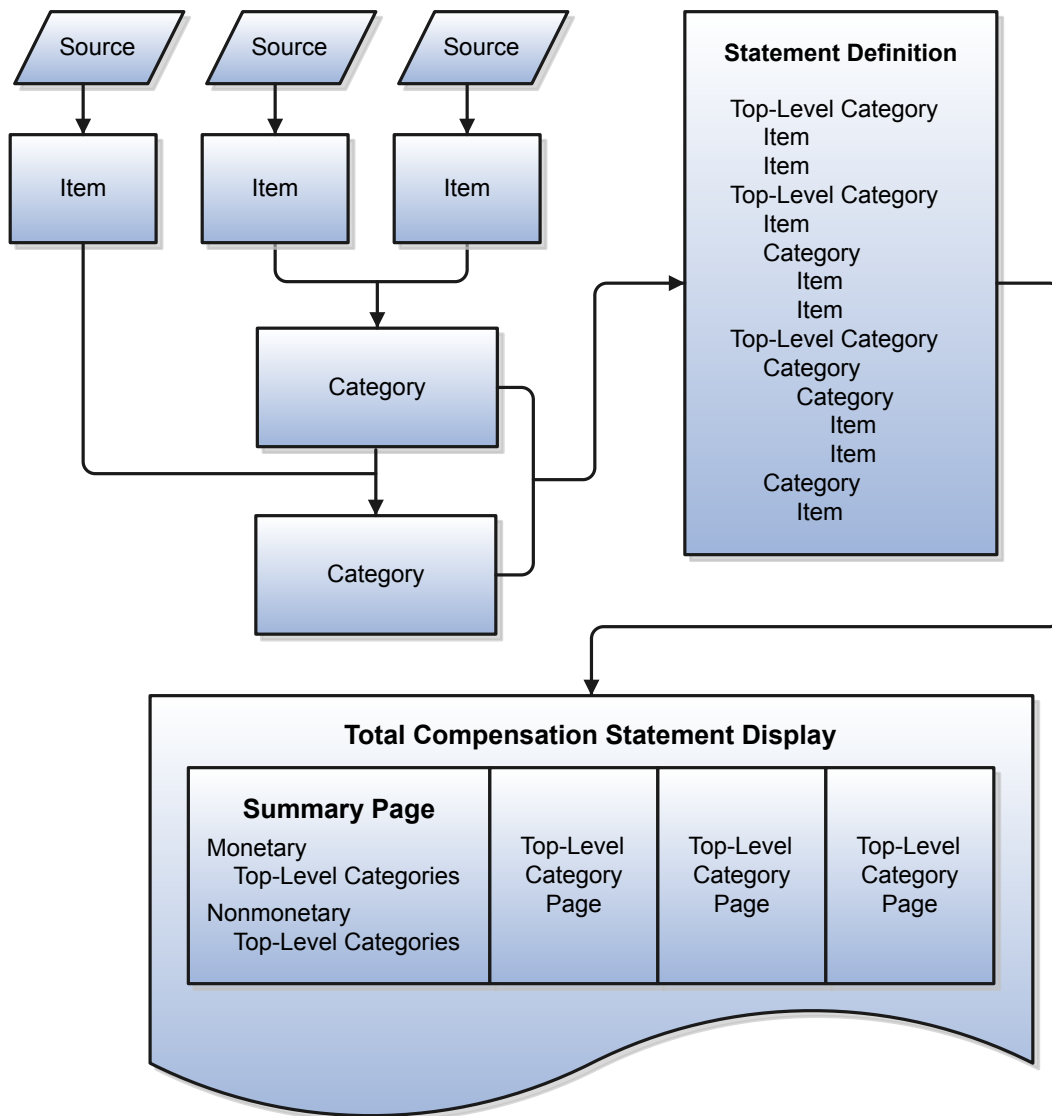 Source
Source
Source
Item
Item
Item
Category
Category
Statement Definition
Top-Level Category
Item
Item
Top-Level Category
Item
Category
Item
Item
Top-Level Category
Category
Category
Item
Item
Category
Item
Total Compensation Statement Display
Summary Page
Monetary
Top-Level Categories
Nonmonetary
Top-Level Categories
Top-Level
Category
Page
Top-Level
Category
Page
Top-Level
Category
Page